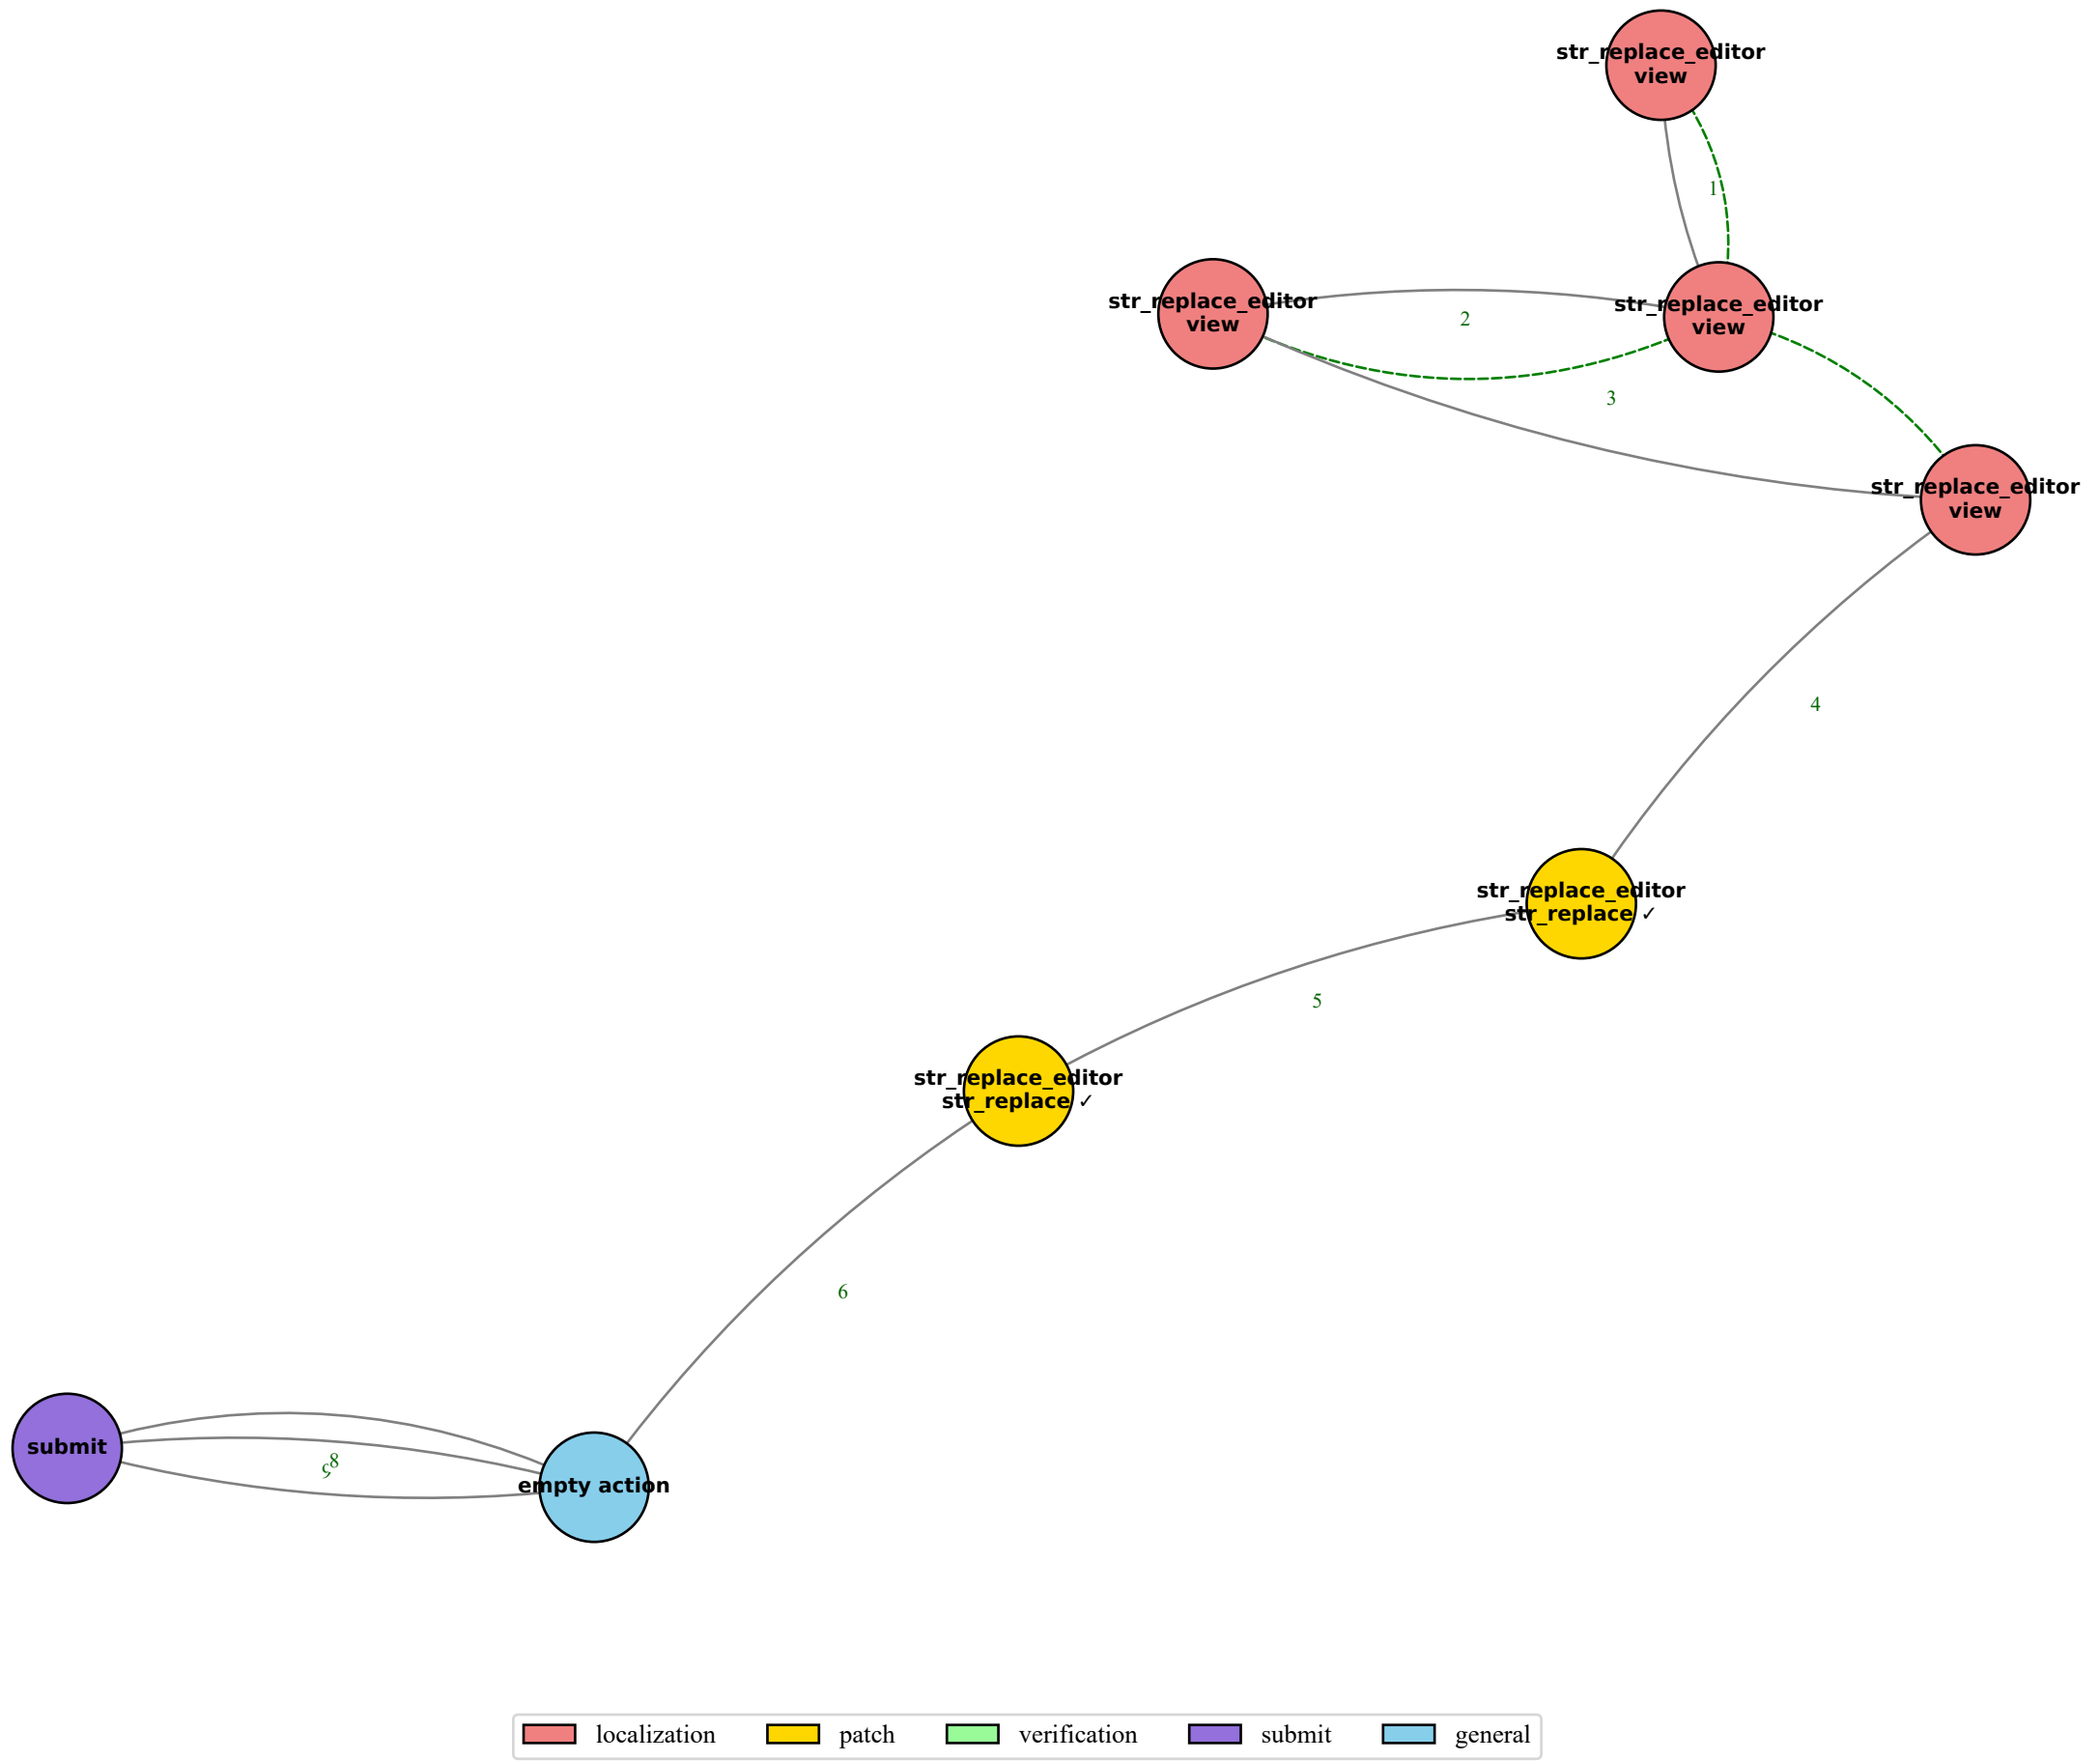 str_replace_editor
view
1
str_replace_editor
view
2
str_replace_editor
view
3
str_replace_editor
view
4
str_replace_editor
str_replace ✓
5
str_replace_editor
str_replace ✓
6
submit
8
empty action
localization
patch
verification
submit
general